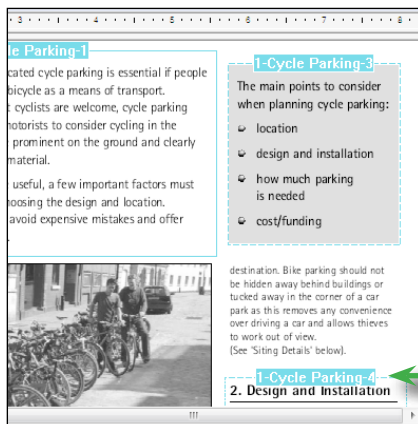 3 4 5 6 7 8
le Parking-1
cated cycle parking is essential if people
bicycle as a means of transport.
t cyclists are welcome, cycle parking
notorists to consider cycling in the
prominent on the ground and clearly
material.
useful, a few important factors must
hoosing the design and location.
avoid expensive mistakes and offer
1-Cycle Parking-3
The main points to consider
when planning cycle parking:
location
design and installation
how much parking
is needed
cost/funding
destination. Bike parking should not
be hidden away behind buildings or
tucked away in the corner of a car
park as this removes any convenience
over driving a car and allows thieves
to work out of view.
(See 'Siting Details' below).
1-Cycle Parking-4
2. Design and Installation